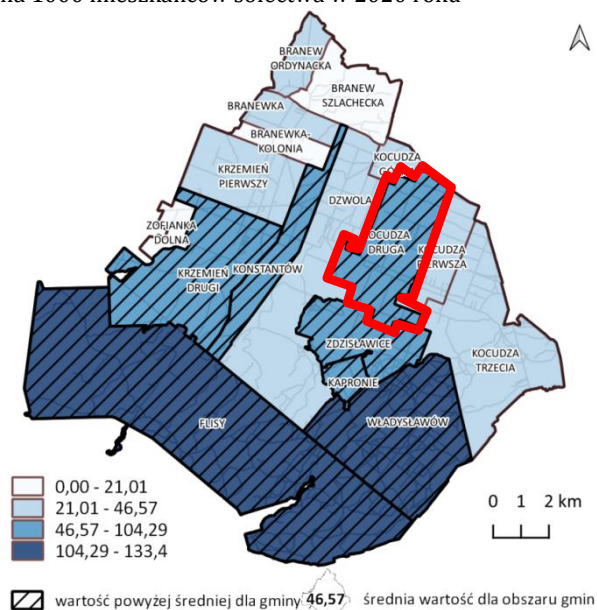 na 1000 mieszkańców sołectwa w 2020 roku
BRANEW
ORDYNACKA
BRANEW
SZLACHECKA
BRANEWKA
BRANEWKA-
KOLONIA
KOCUDZA
KRZEMIEŃ
PIERWSZY
DZWOLA
ZOFIANKA
DOLNA
OCUDZA
DRUGA
KOCUDZA
PIERWSZA
KRZEMIEŃ
DRUGI
KONSTANTÓW
ZDZISŁAWICE
KOCUDZA
TRZECIA
KAPRONIE
FLISY
WŁADYSŁAWÓW
0,00 - 21,01
21,01 - 46,57
46,57 - 104,29
104,29 - 133,4
0 1 2 km
wartość powyżej średniej dla gminy 46,57 średnia wartość dla obszaru gmin